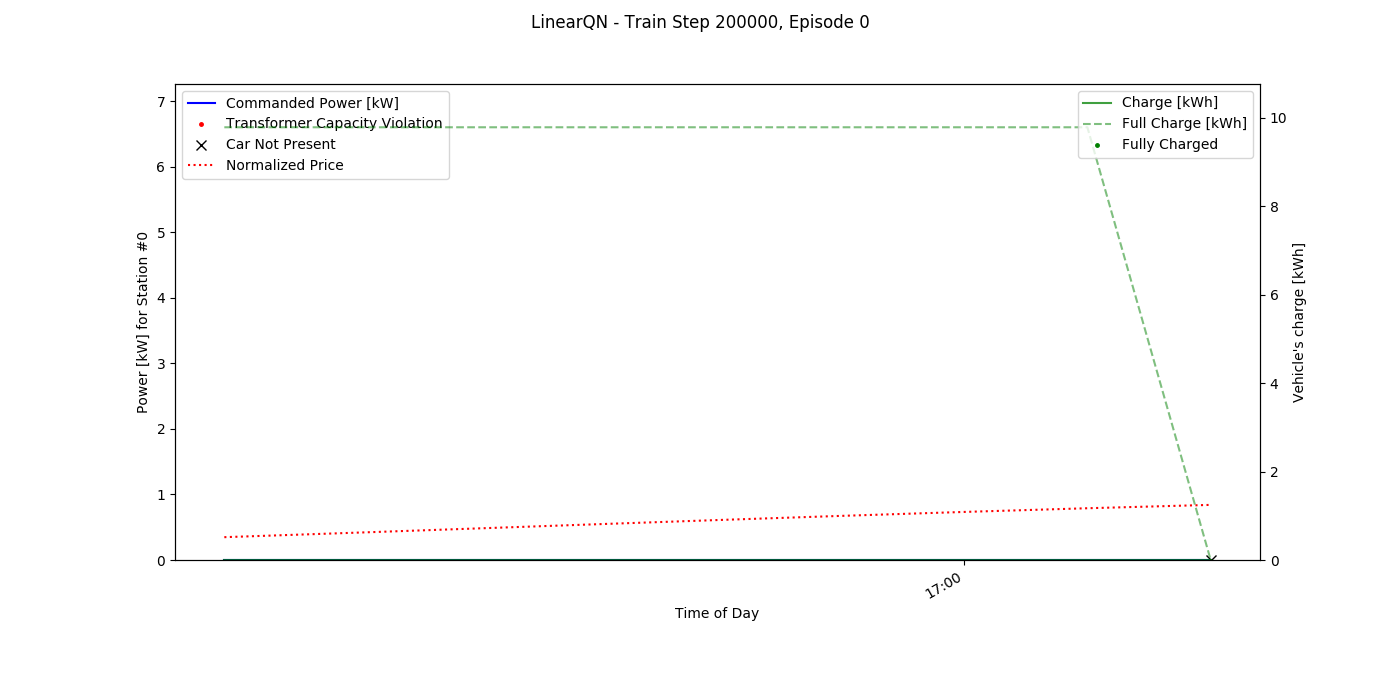 LinearQN - Train Step 200000, Episode 0
Commanded Power [kW]
Transformer Capacity Violation
Car Not Present
Normalized Price
Charge [kWh]
Full Charge [kWh]
Fully Charged
7
6
5
4
3
2
1
0
Power [kW] for Station #0
10
8
6
4
2
0
Vehicle's charge [kWh]
17:00
Time of Day